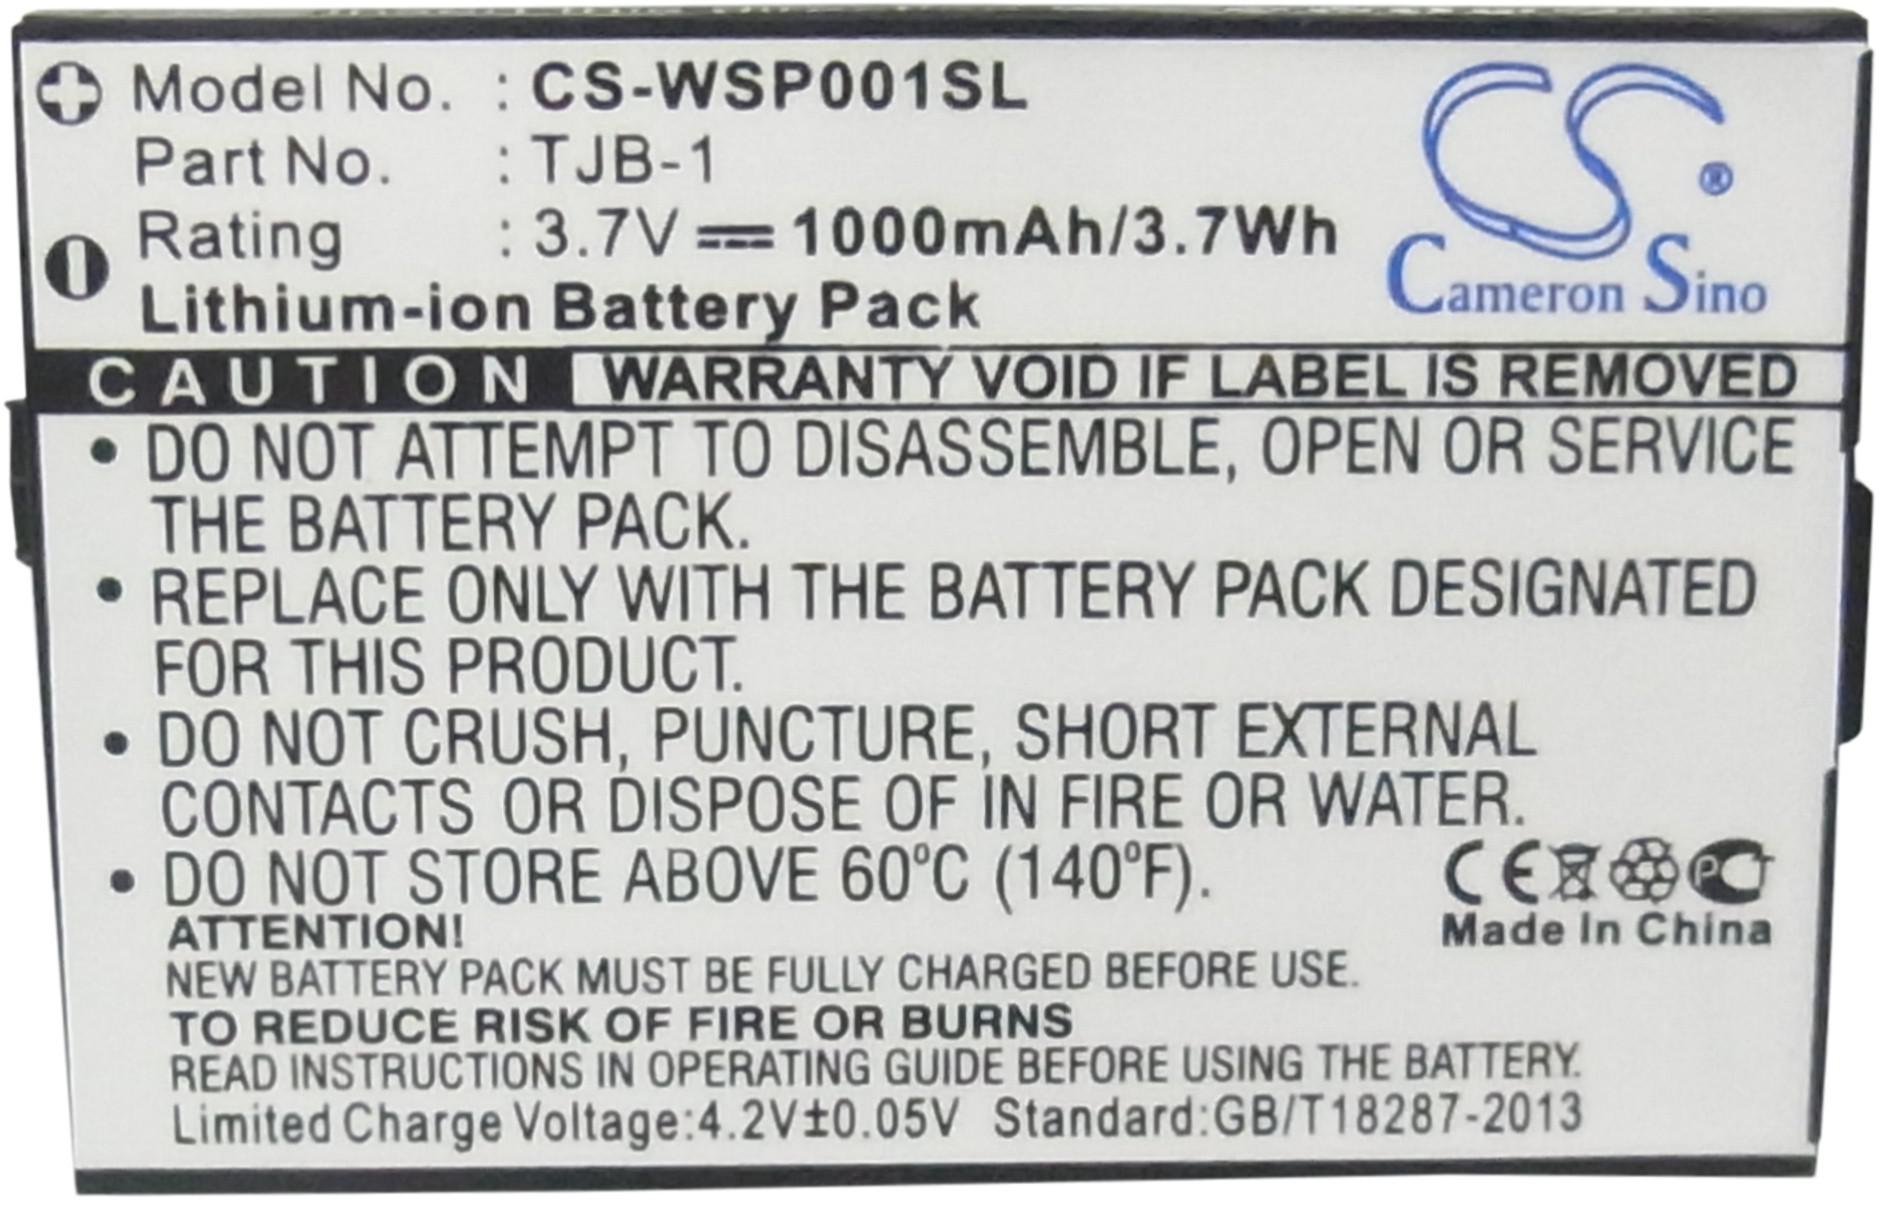 Model No. : CS-WSP001SL
Part No. : TJB-1
Rating : 3.7V 1000mAh/3.7Wh
Lithium-ion Battery Pack
CS ®
Cameron Sino
CAUTION WARRANTY VOID IF LABEL IS REMOVED
• DO NOT ATTEMPT TO DISASSEMBLE, OPEN OR SERVICE
THE BATTERY PACK.
• REPLACE ONLY WITH THE BATTERY PACK DESIGNATED
FOR THIS PRODUCT.
• DO NOT CRUSH, PUNCTURE, SHORT EXTERNAL
CONTACTS OR DISPOSE OF IN FIRE OR WATER.
• DO NOT STORE ABOVE 60ºC (140ºF).
CE PCT
Made In China
ATTENTION!
NEW BATTERY PACK MUST BE FULLY CHARGED BEFORE USE.
TO REDUCE RISK OF FIRE OR BURNS
READ INSTRUCTIONS IN OPERATING GUIDE BEFORE USING THE BATTERY.
Limited Charge Voltage:4.2V±0.05V Standard:GB/T18287-2013